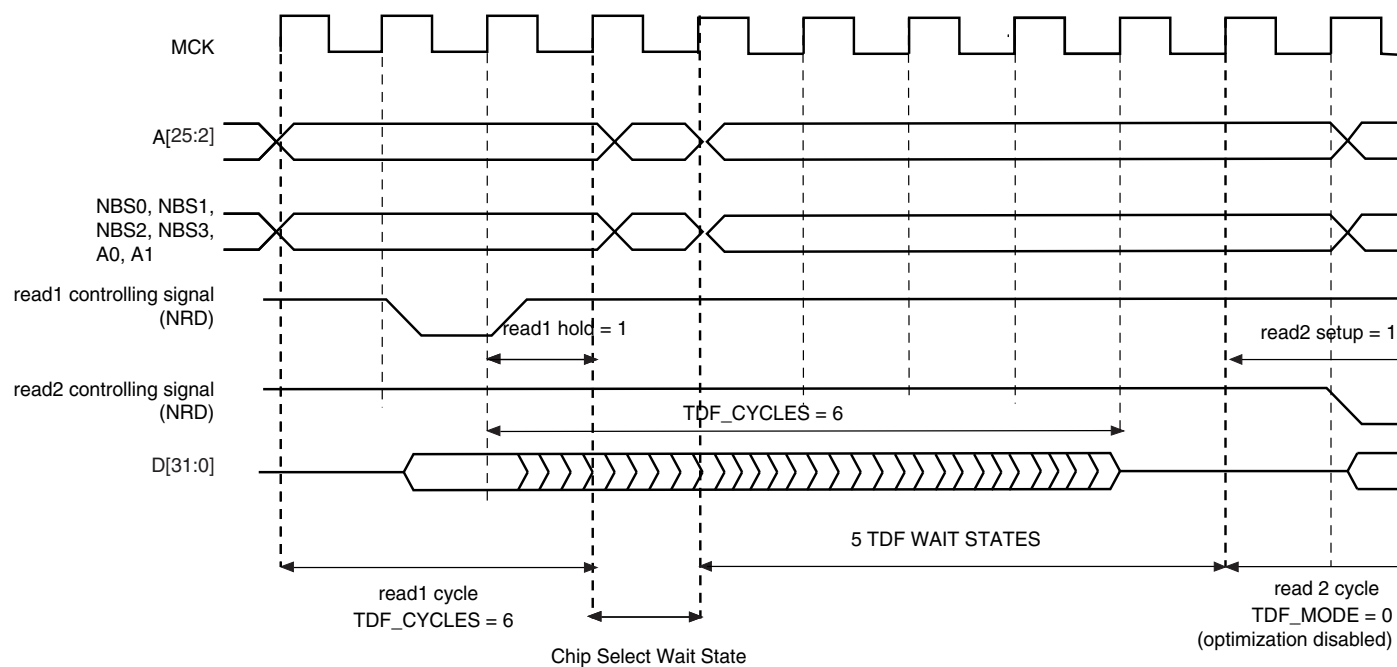 MCK
A[25:2]
NBS0, NBS1,
NBS2, NBS3,
A0, A1
read1 controlling signal
(NRD)
read1 hold = 1
read2 setup = 1
read2 controlling signal
(NRD)
TDF_CYCLES = 6
D[31:0]
5 TDF WAIT STATES
read1 cycle
TDF_CYCLES = 6
read 2 cycle
TDF_MODE = 0
(optimization disabled)
Chip Select Wait State